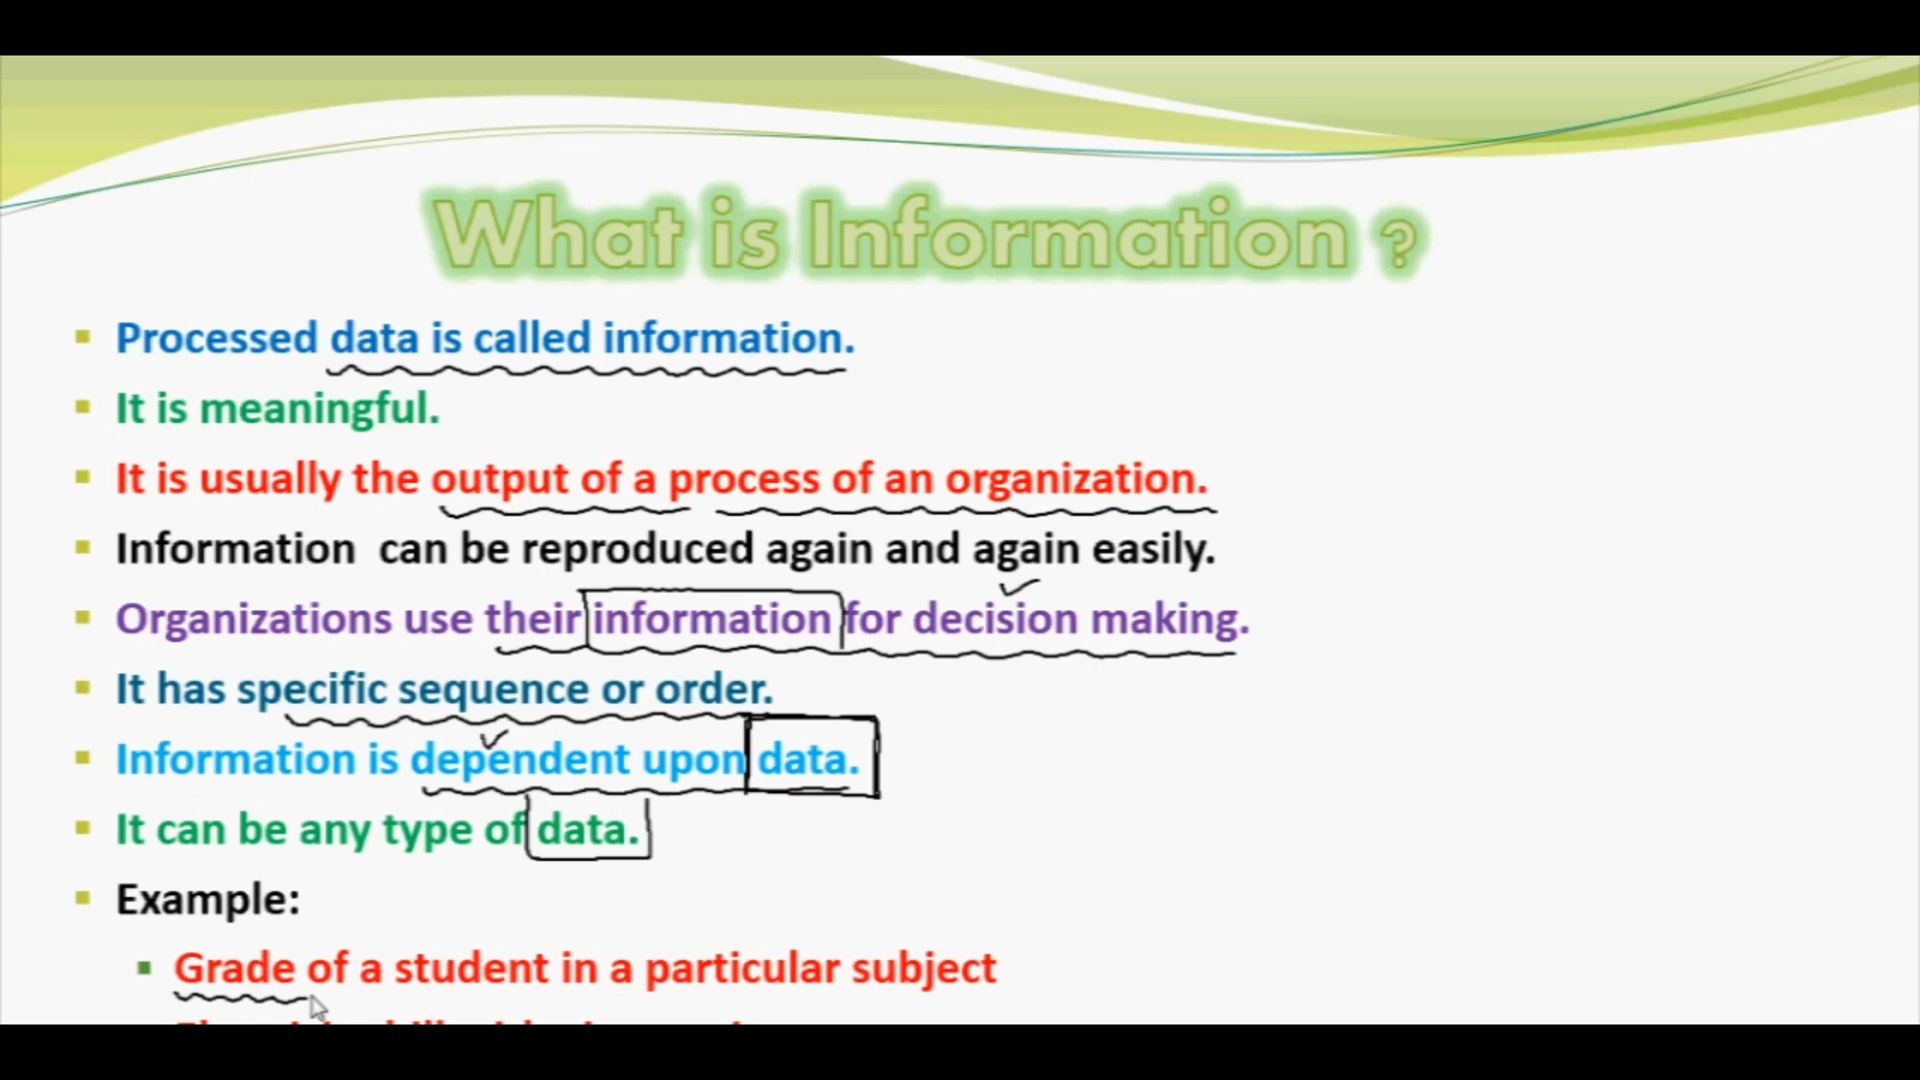 What is Information ?
Processed data is called information.
It is meaningful.
It is usually the output of a process of an organization.
Information can be reproduced again and again easily.
Organizations use their information for decision making.
It has specific sequence or order.
Information is dependent upon data.
It can be any type of data.
Example:
Grade of a student in a particular subject